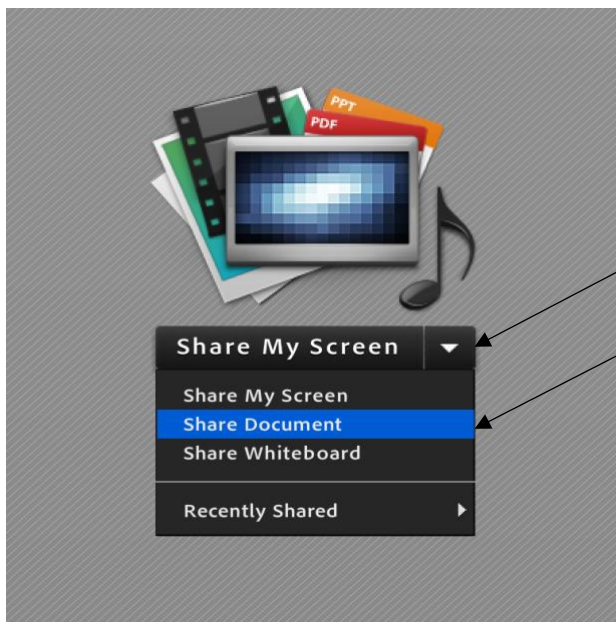 PPT
PDF
Share My Screen
Share My Screen
Share Document
Share Whiteboard
Recently Shared